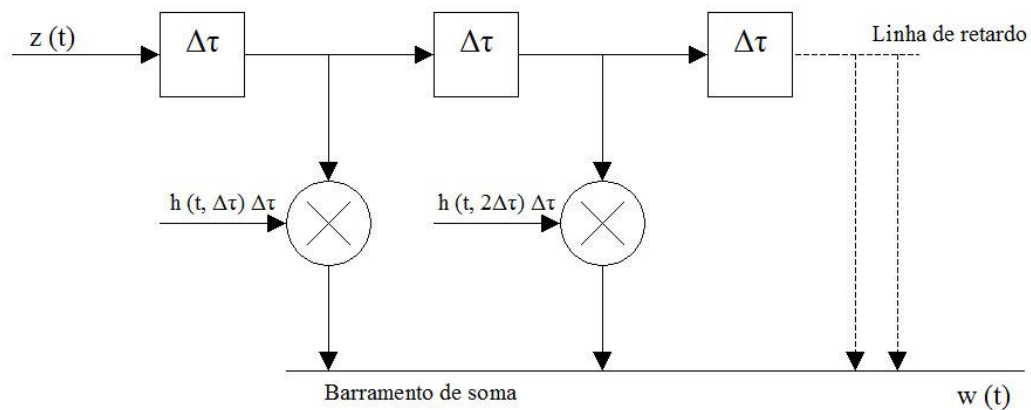 z (t)
Δτ
Δτ
Δτ
Linha de retardo
h (t, Δτ) Δτ
h (t, 2Δτ) Δτ
Barramento de soma
w (t)